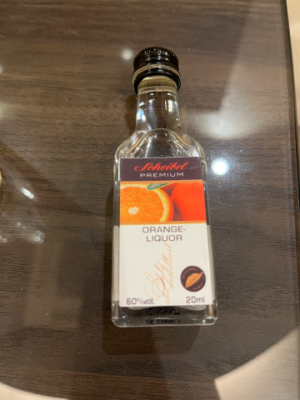 Scheibel
PREMIUM
ORANGE-
LIQUOR
60%vol.
20ml